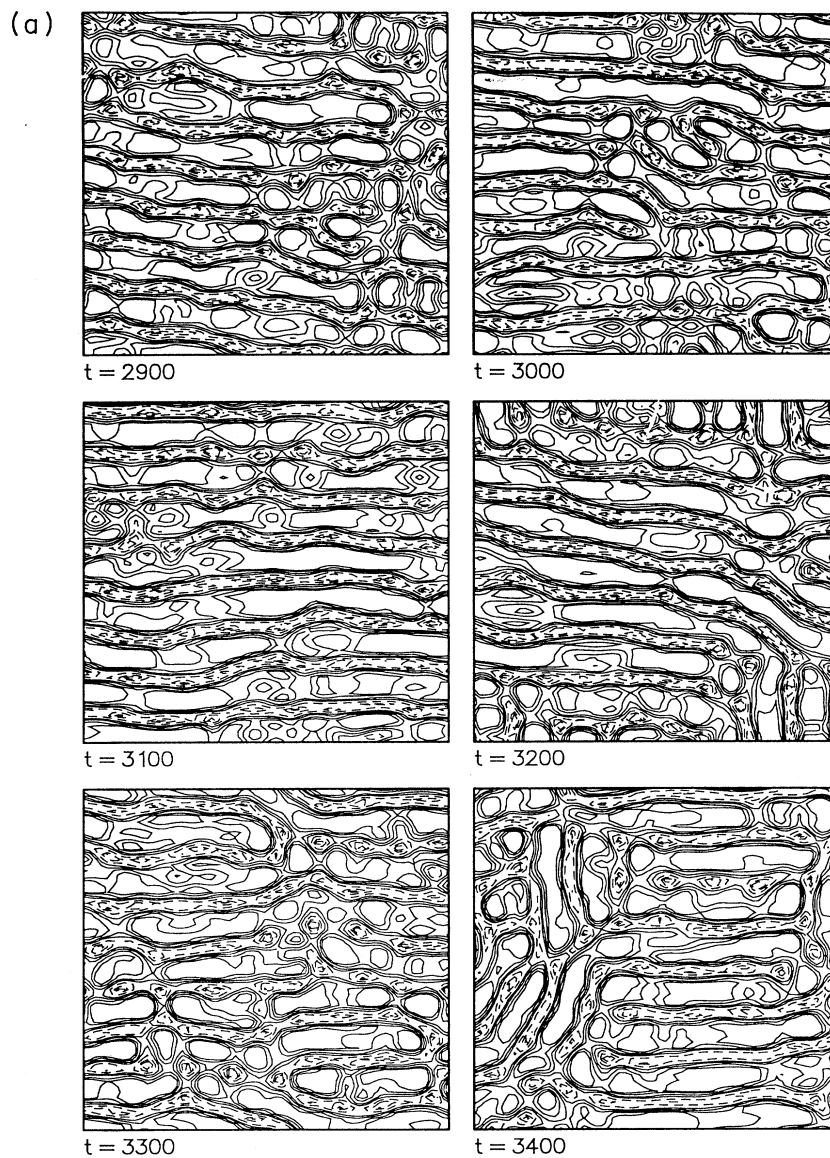 (a)
t = 2900
t = 3000
t = 3100
t = 3200
t = 3300
t = 3400